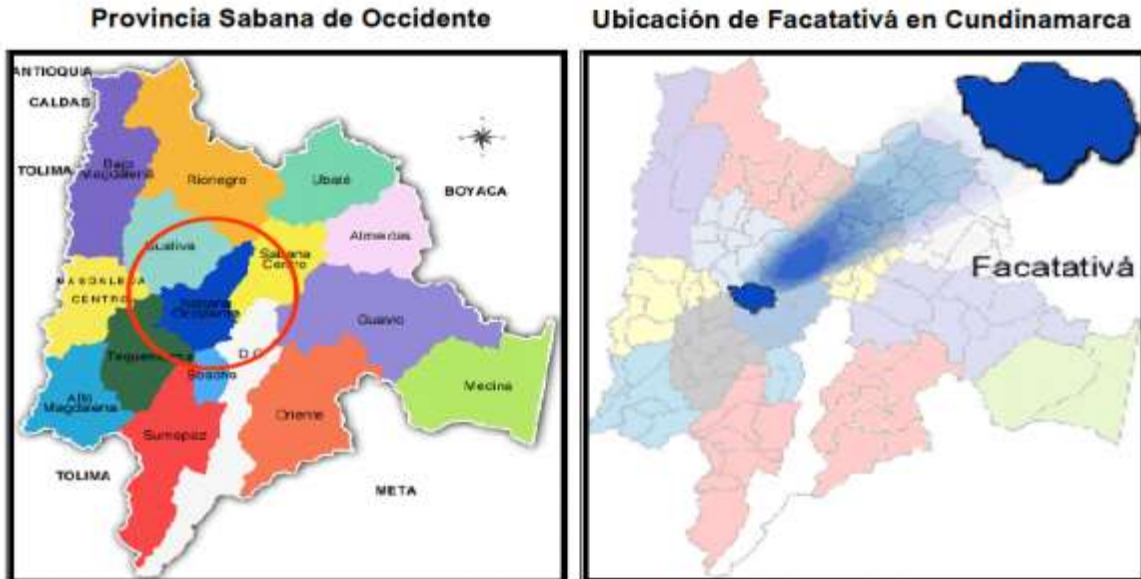 Provincia Sabana de Occidente
Ubicación de Facatativá en Cundinamarca
ANTIOQUIA
CALDAS
TOLIMA
Bajo
Magdalena
Rionegro
Ubaté
BOYACA
Almeidas
Gualiva
Sabana
Centro
MAGDALENA
CENTRO
Sabana
Occidente
Guavio
Tequendama
D.C.
Soacha
Medina
Alto
Magdalena
Oriente
Sumapaz
TOLIMA
META
Facatativá